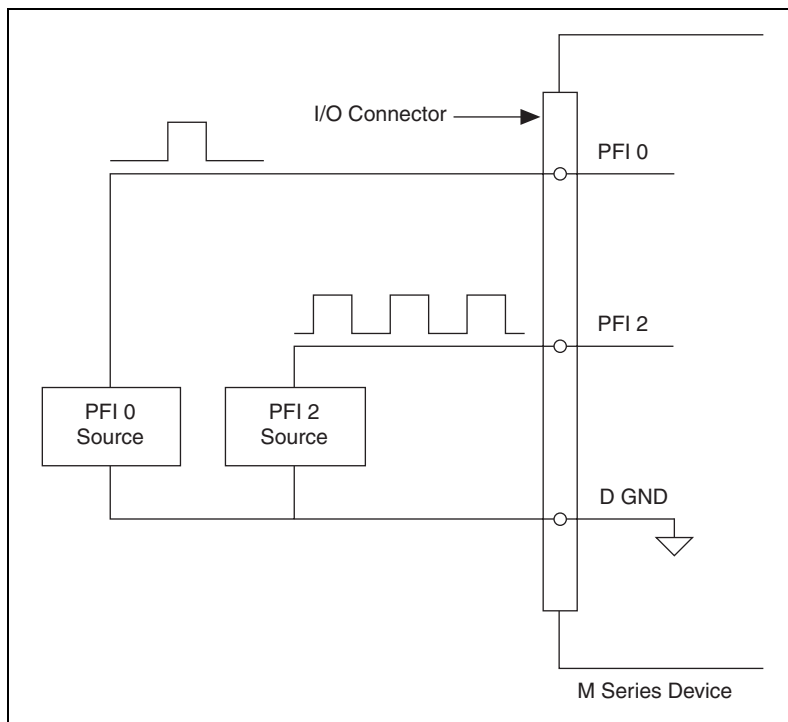 I/O Connector
PFI 0
PFI 2
PFI 0
Source
PFI 2
Source
D GND
M Series Device